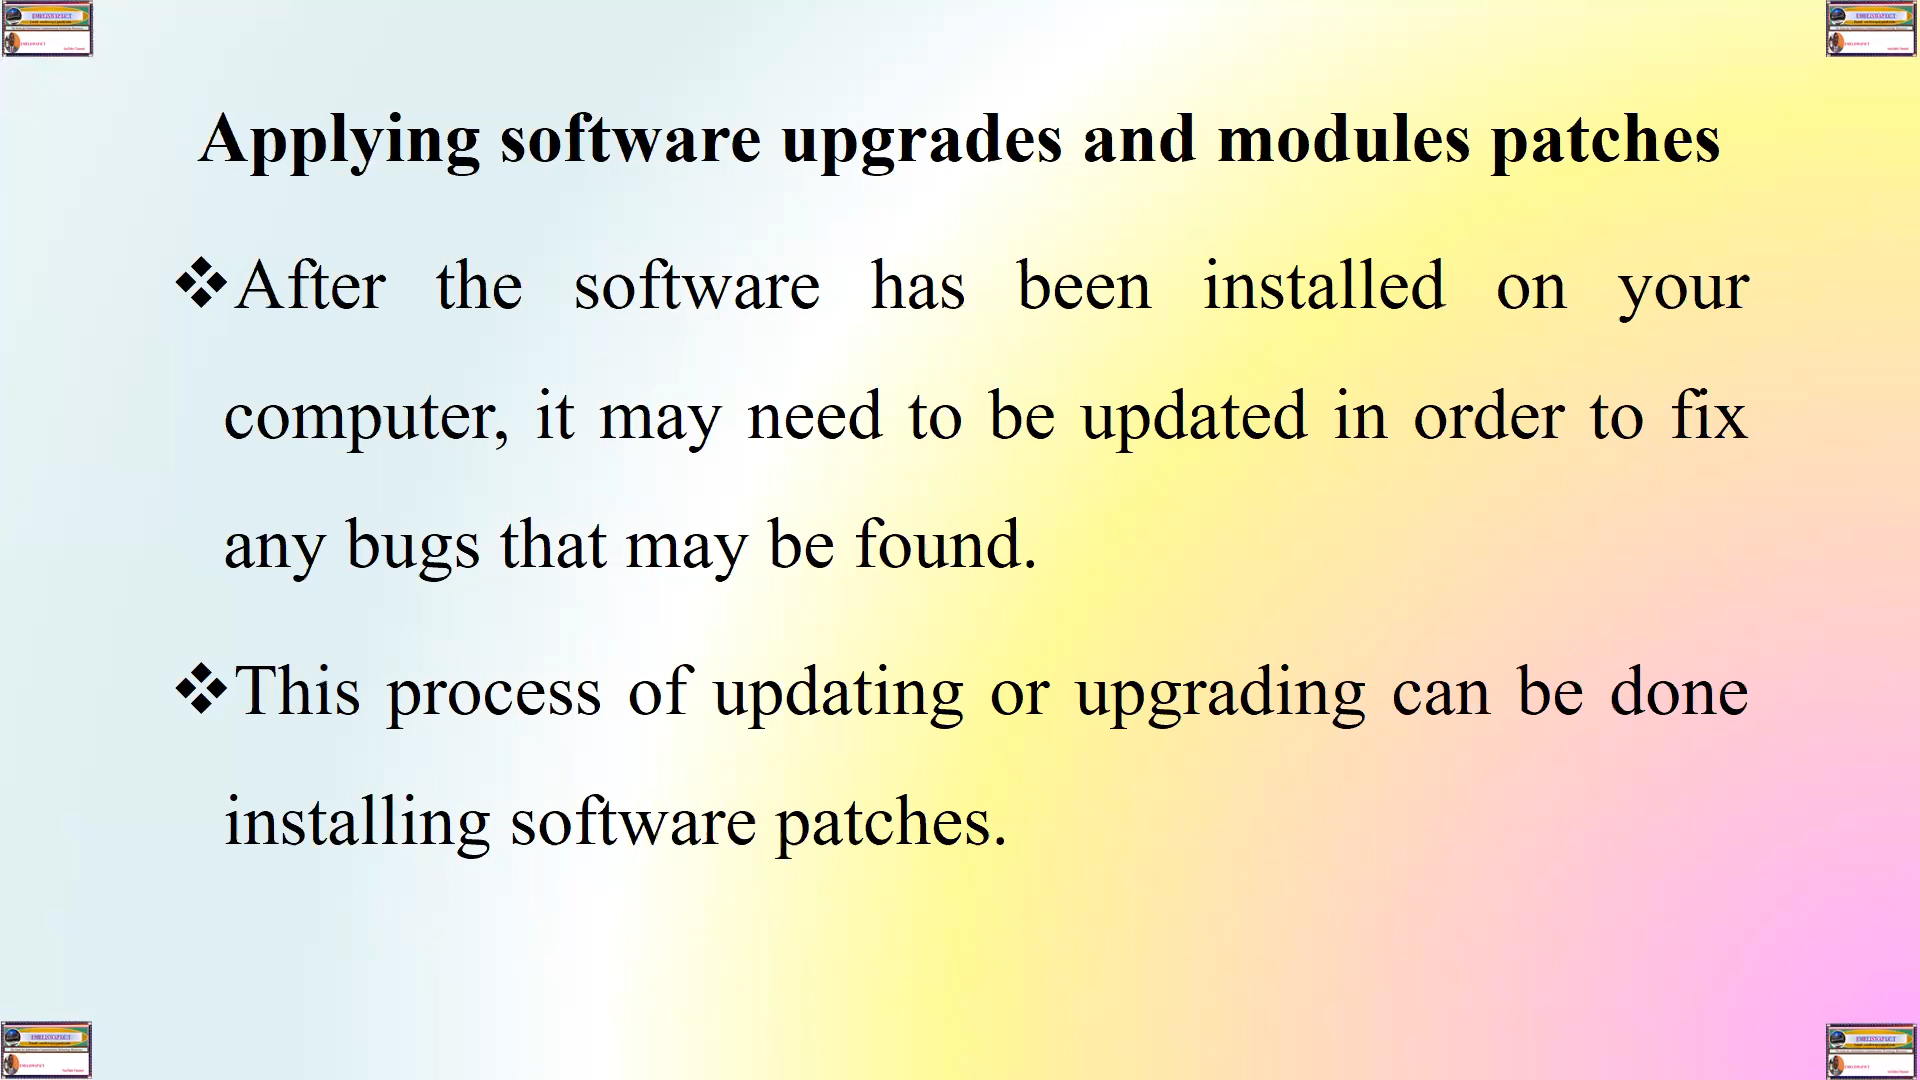 Applying software upgrades and modules patches
❖After the software has been installed on your
computer, it may need to be updated in order to fix
any bugs that may be found.
❖This process of updating or upgrading can be done
installing software patches.